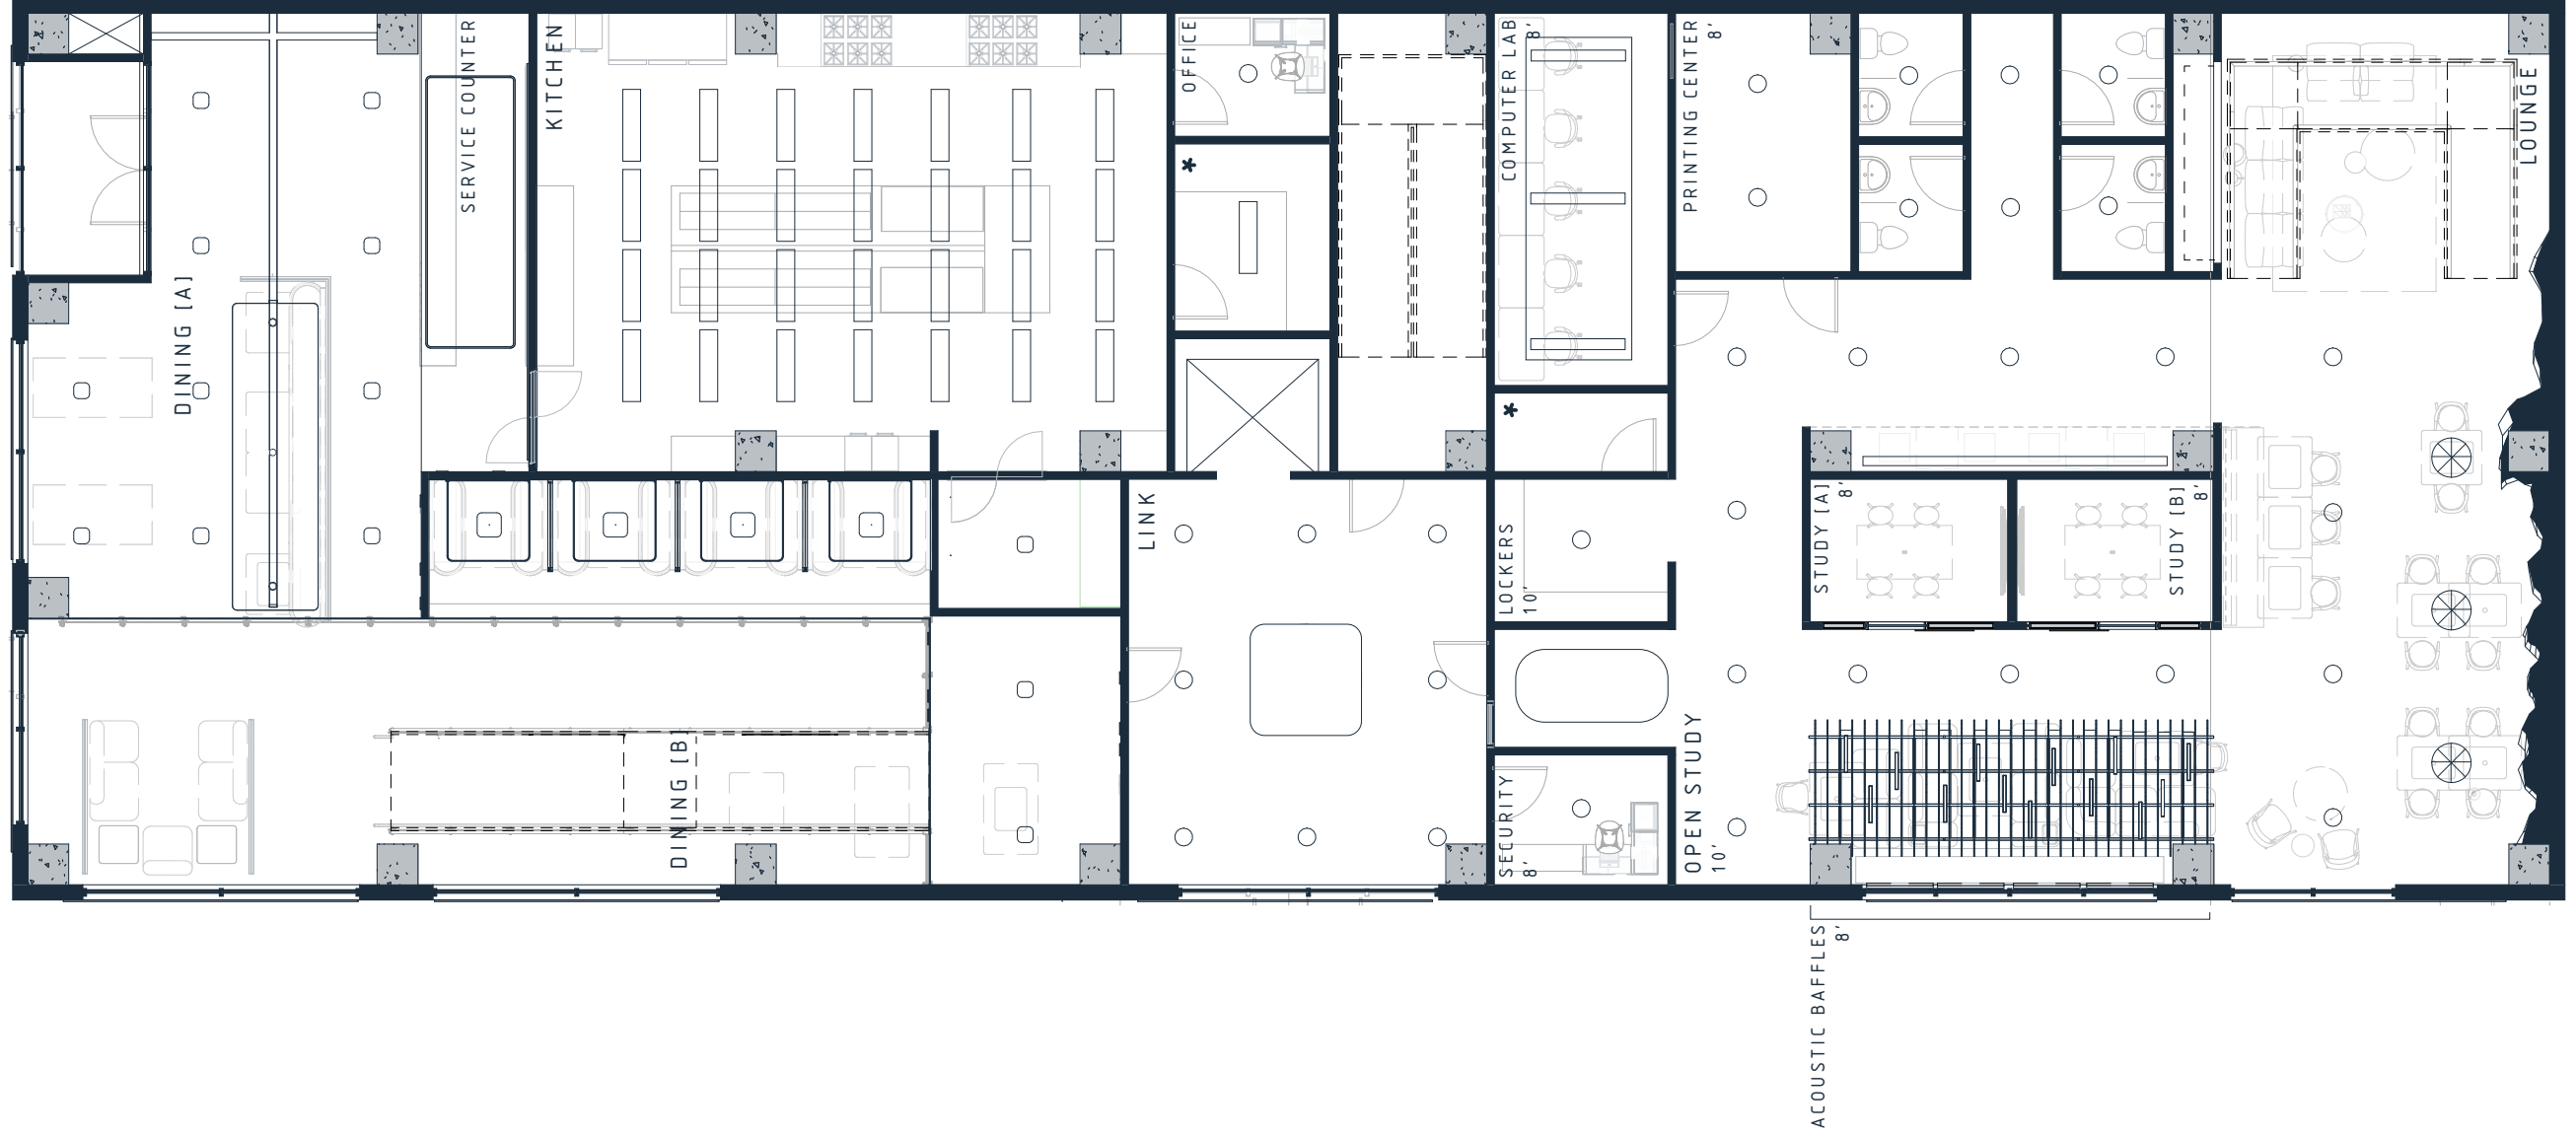 DINING [A]
SERVICE COUNTER
KITCHEN
OFFICE
*
COMPUTER LAB
8'
PRINTING CENTER
8'
LOUNGE
*
LINK
LOCKERS
10'
STUDY [A]
8'
STUDY [B]
8'
DINING [B]
SECURITY
8'
OPEN STUDY
10'
ACOUSTIC BAFFLES
8'